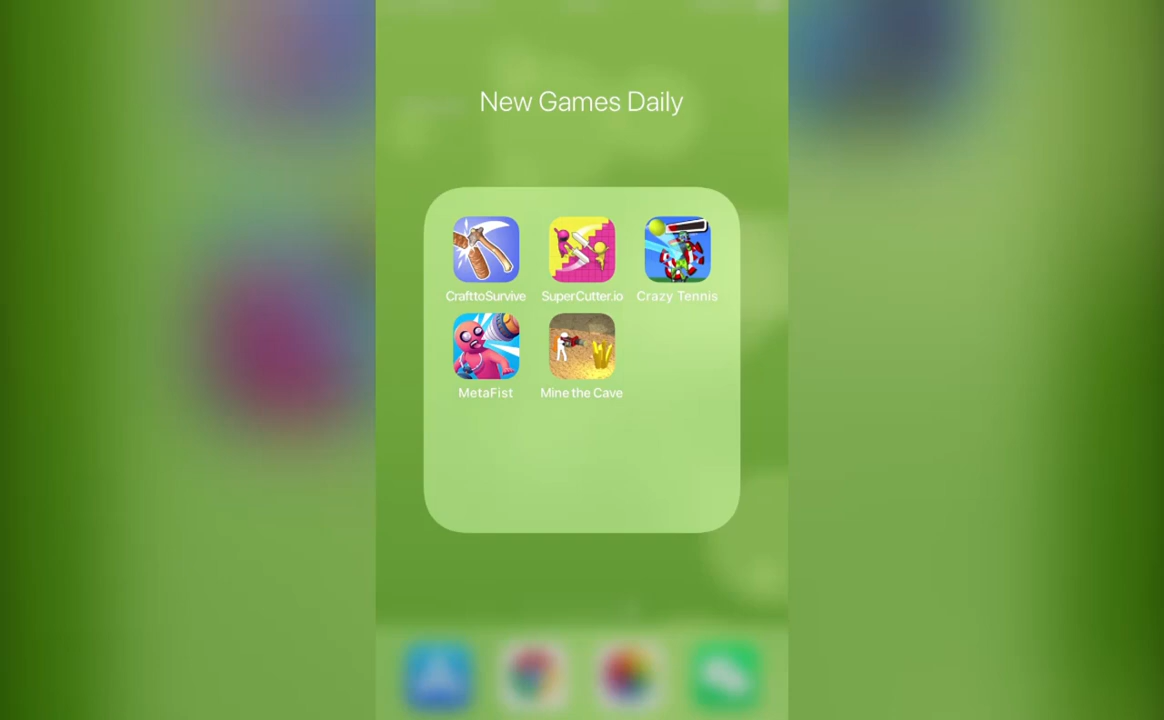 New Games Daily
CrafttoSurvive
SuperCutter.io
Crazy Tennis
MetaFist
Mine the Cave